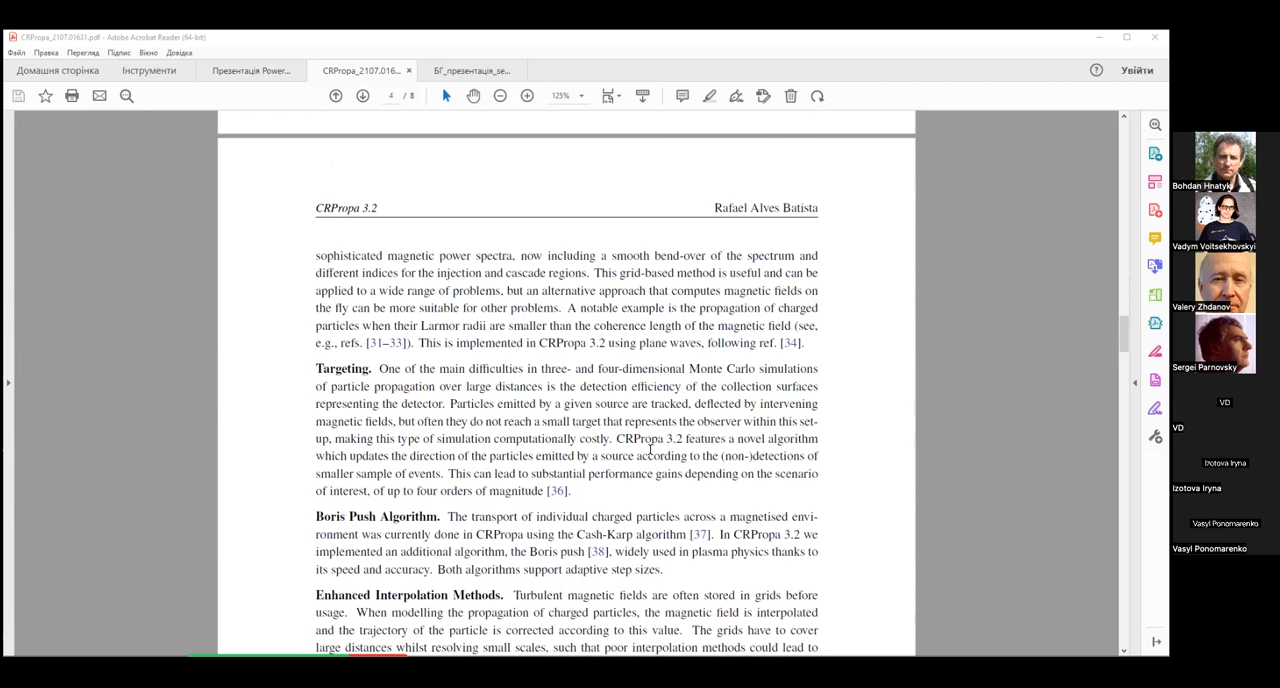 CRPropa_2107.01631.pdf - Adobe Acrobat Reader (64-bit)
Файл Правка Перегляд Підпис Вікно Довідка
Домашня сторінка Інструменти Презентація Power... CRPropa_2107.016... × БГ_презентація_se... ? Увійти
4 / 8 125%
CRPropa 3.2 Rafael Alves Batista
sophisticated magnetic power spectra, now including a smooth bend-over of the spectrum and
different indices for the injection and cascade regions. This grid-based method is useful and can be
applied to a wide range of problems, but an alternative approach that computes magnetic fields on
the fly can be more suitable for other problems. A notable example is the propagation of charged
particles when their Larmor radii are smaller than the coherence length of the magnetic field (see,
e.g., refs. [31–33]). This is implemented in CRPropa 3.2 using plane waves, following ref. [34].
Targeting. One of the main difficulties in three- and four-dimensional Monte Carlo simulations
of particle propagation over large distances is the detection efficiency of the collection surfaces
representing the detector. Particles emitted by a given source are tracked, deflected by intervening
magnetic fields, but often they do not reach a small target that represents the observer within this set-
up, making this type of simulation computationally costly. CRPropa 3.2 features a novel algorithm
which updates the direction of the particles emitted by a source according to the (non-)detections of
smaller sample of events. This can lead to substantial performance gains depending on the scenario
of interest, of up to four orders of magnitude [36].
Boris Push Algorithm. The transport of individual charged particles across a magnetised envi-
ronment was currently done in CRPropa using the Cash-Karp algorithm [37]. In CRPropa 3.2 we
implemented an additional algorithm, the Boris push [38], widely used in plasma physics thanks to
its speed and accuracy. Both algorithms support adaptive step sizes.
Enhanced Interpolation Methods. Turbulent magnetic fields are often stored in grids before
usage. When modelling the propagation of charged particles, the magnetic field is interpolated
and the trajectory of the particle is corrected according to this value. The grids have to cover
large distances whilst resolving small scales, such that poor interpolation methods could lead to
Bohdan Hnatyk
Vadym Voitsekhovskyi
Valery Zhdanov
Sergei Parnovsky
VD
VD
Izotova Iryna
Izotova Iryna
Vasyl Ponomarenko
Vasyl Ponomarenko